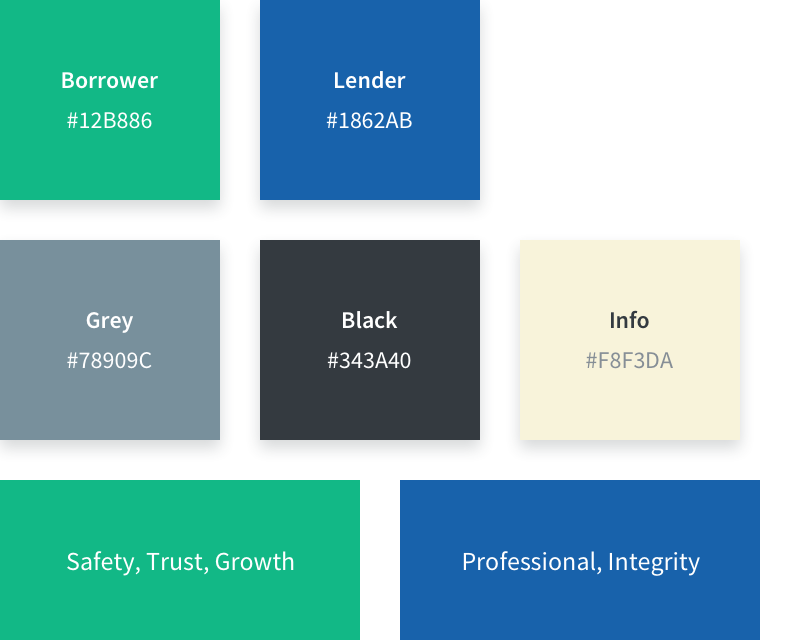 Borrower
#12B886
Lender
#1862AB
Grey
#78909C
Black
#343A40
Info
#F8F3DA
Safety, Trust, Growth
Professional, Integrity